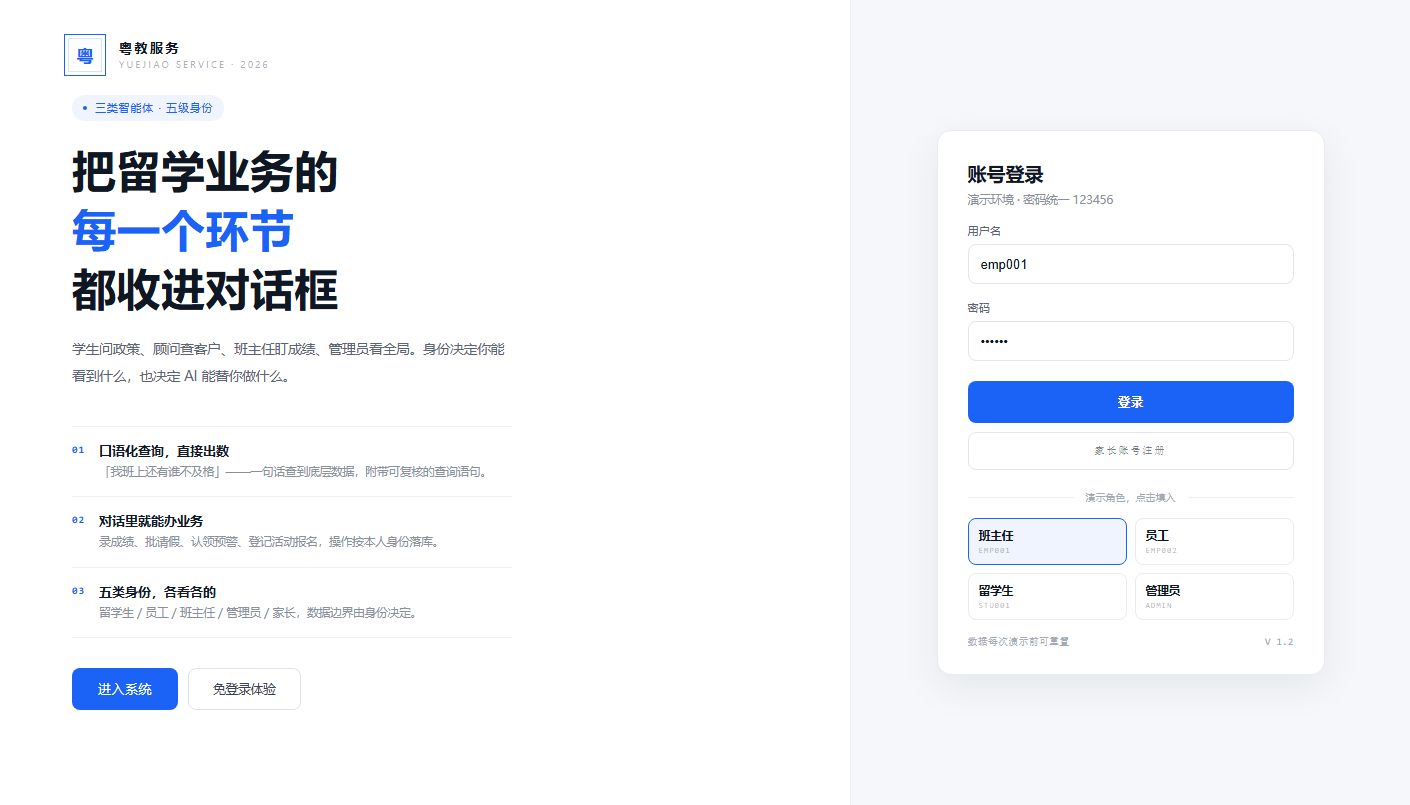 粤
粤教服务
YUEJIAO SERVICE · 2026
三类智能体 · 五级身份
把留学业务的
每一个环节
都收进对话框
学生问政策、顾问查客户、班主任盯成绩、管理员看全局。身份决定你能
看到什么，也决定 AI 能替你做什么。
01 口语化查询，直接出数
「我班上还有谁不及格」——一句话查到底层数据，附带可复核的查询语句。
02 对话里就能办业务
录成绩、批请假、认领预警、登记活动报名，操作按本人身份落库。
03 五类身份，各看各的
留学生 / 员工 / 班主任 / 管理员 / 家长，数据边界由身份决定。
进入系统
免登录体验
账号登录
演示环境 · 密码统一 123456
用户名
emp001
密码
••••••
登录
家长账号注册
演示角色，点击填入
班主任
EMP001
员工
EMP002
留学生
STU001
管理员
ADMIN
数据每次演示前可重置
V 1.2